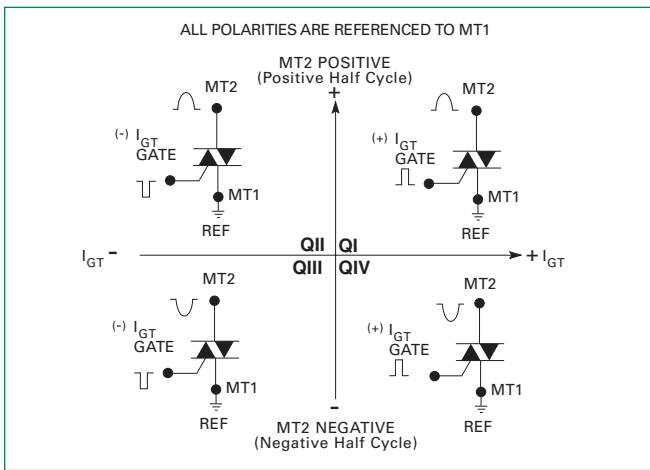 ALL POLARITIES ARE REFERENCED TO MT1
MT2 POSITIVE
(Positive Half Cycle)
+
MT2
(-) IGT
GATE
MT1
REF
MT2
(+) IGT
GATE
MT1
REF
IGT -
QII QI
QIII QIV
+ IGT
MT2
(-) IGT
GATE
MT1
REF
MT2
(+) IGT
GATE
MT1
REF
-
MT2 NEGATIVE
(Negative Half Cycle)